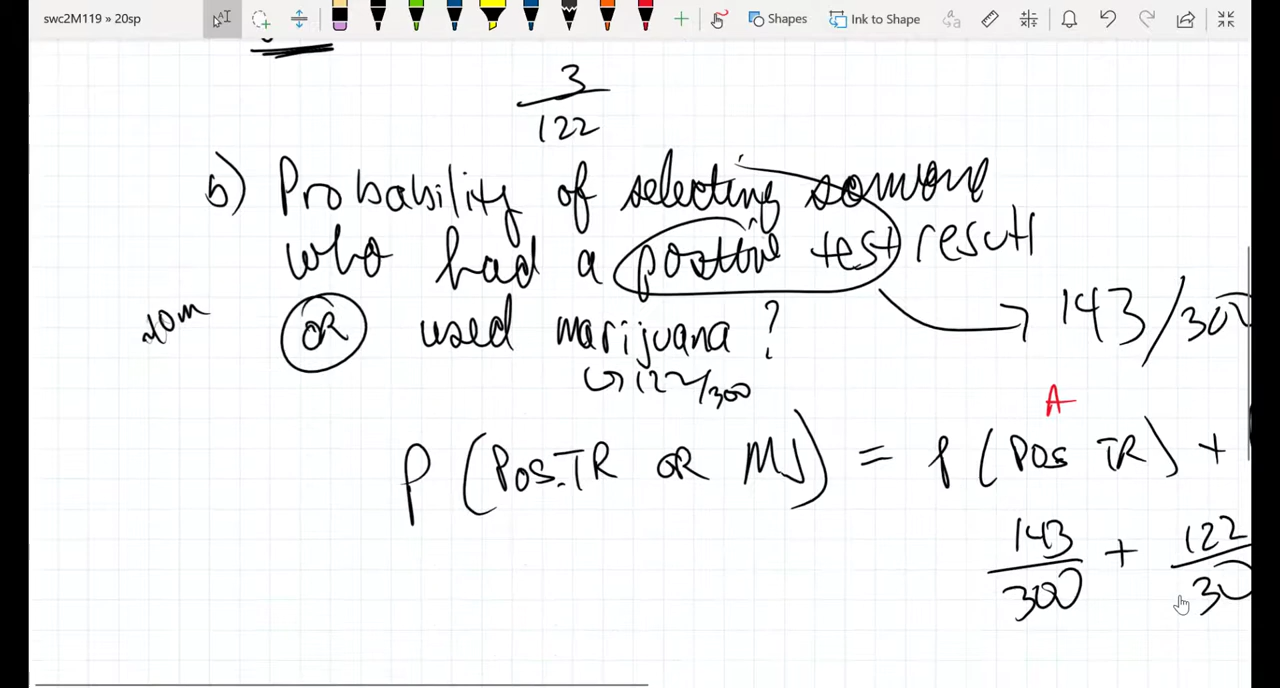 swc2M119 » 20sp
Shapes
Ink to Shape
3
122
b) Probability of selecting someone
who had a positive test result
OR used marijuana?
143/300
122/300
A
P (POS.TR OR MJ) = P (POS TR) +
143
300
+
122
30